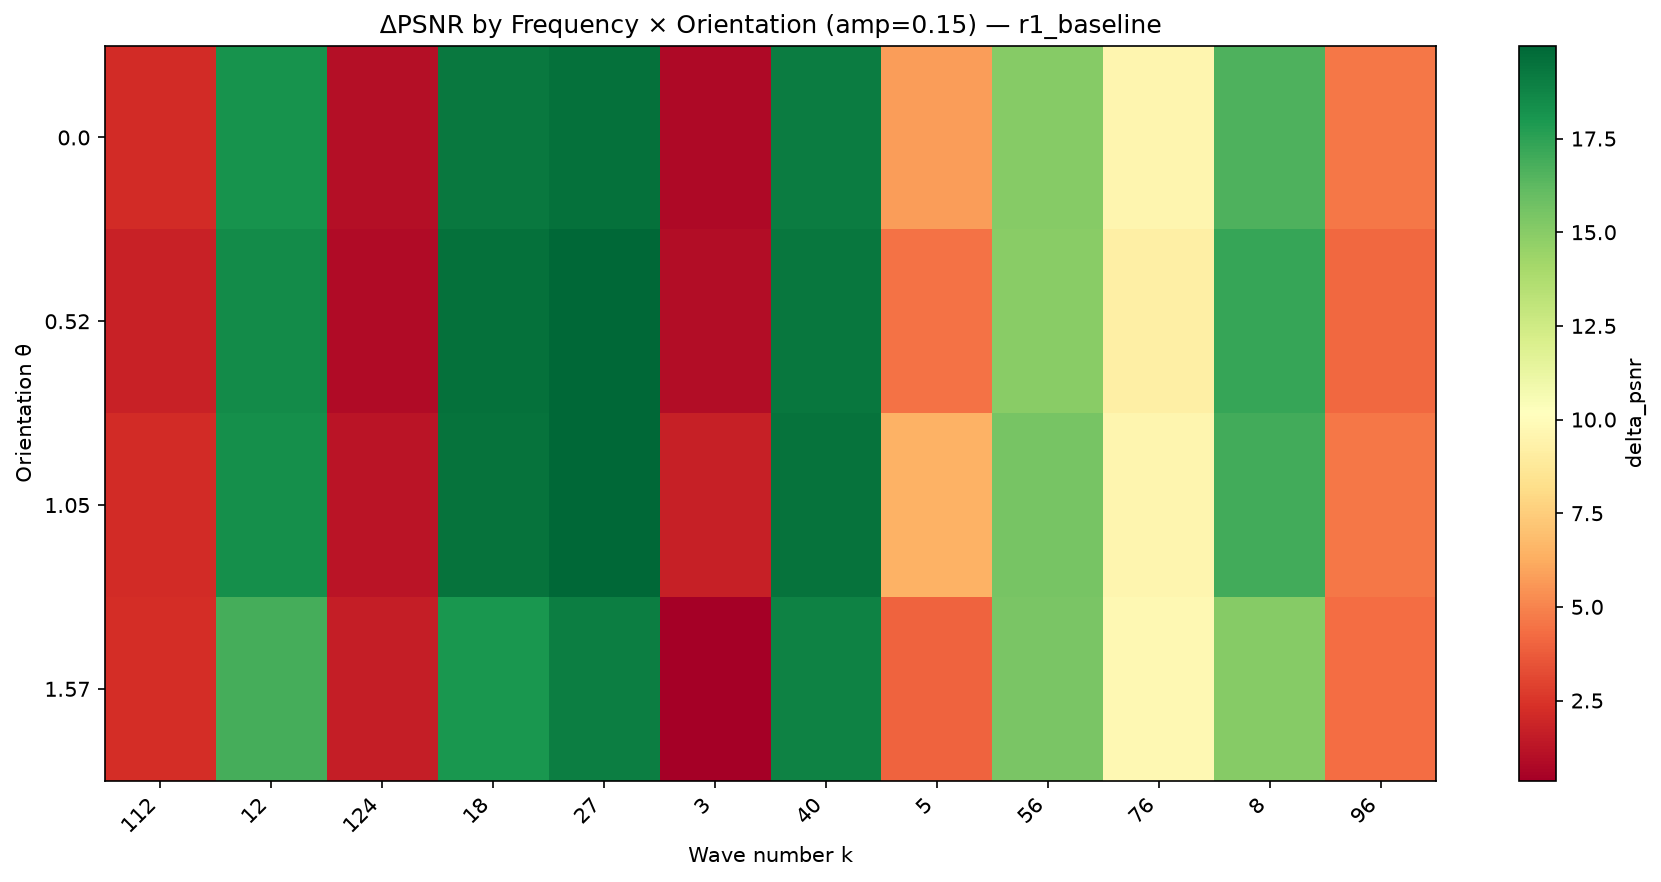 ΔPSNR by Frequency × Orientation (amp=0.15) — r1_baseline
Orientation θ
0.0
0.52
1.05
1.57
112 12 124 18 27 3 40 5 56 76 8 96
Wave number k
17.5
15.0
12.5
10.0
7.5
5.0
2.5
delta_psnr